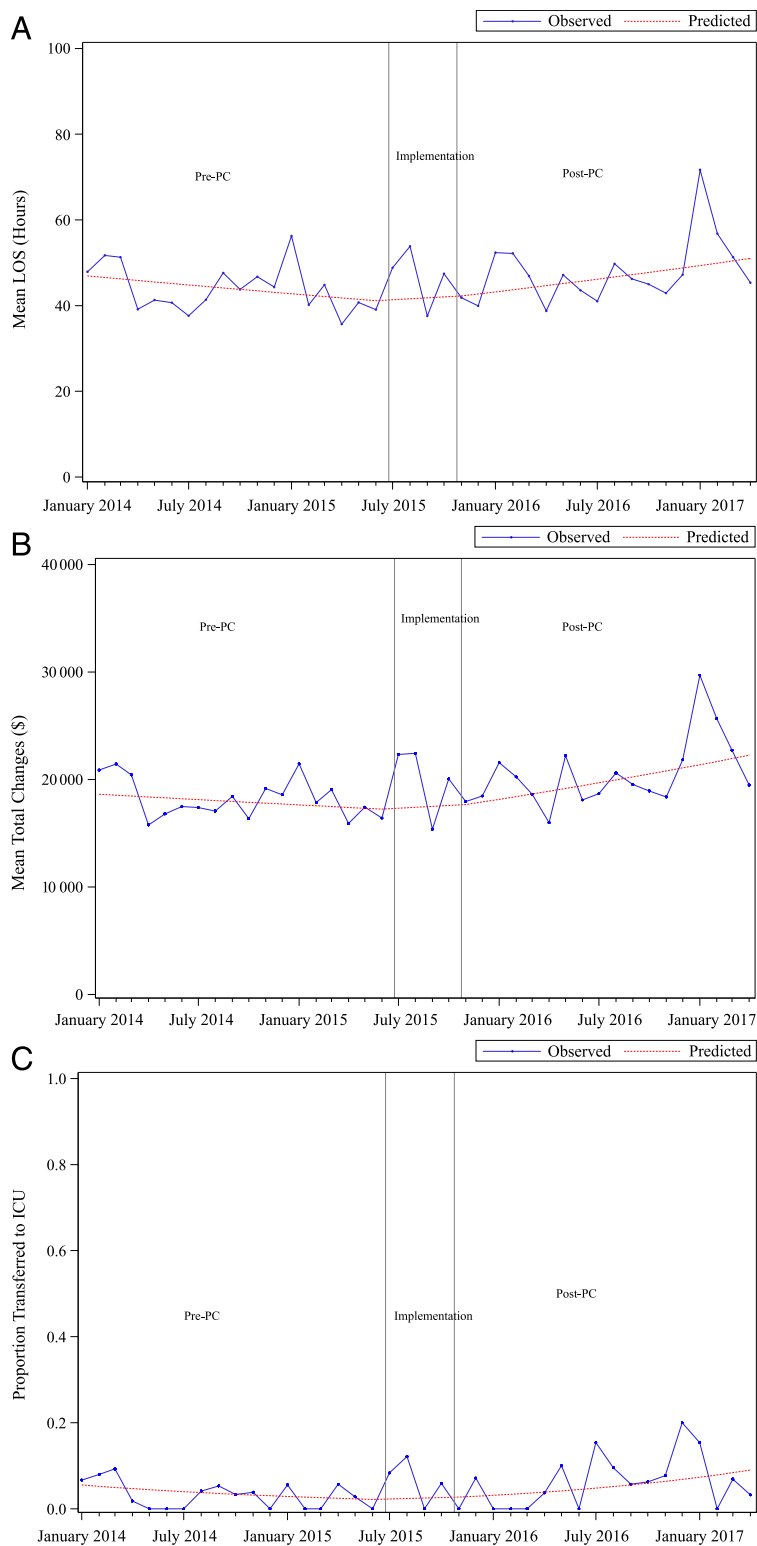 A
Observed Predicted
100
80
60
40
20
0
Mean LOS (Hours)
Pre-PC
Implementation
Post-PC
January 2014 July 2014 January 2015 July 2015 January 2016 July 2016 January 2017
B
Observed Predicted
40 000
30 000
20 000
10 000
0
Mean Total Changes ($)
Pre-PC
Implementation
Post-PC
January 2014 July 2014 January 2015 July 2015 January 2016 July 2016 January 2017
C
Observed Predicted
1.0
0.8
0.6
0.4
0.2
0.0
Proportion Transferred to ICU
Pre-PC
Implementation
Post-PC
January 2014 July 2014 January 2015 July 2015 January 2016 July 2016 January 2017